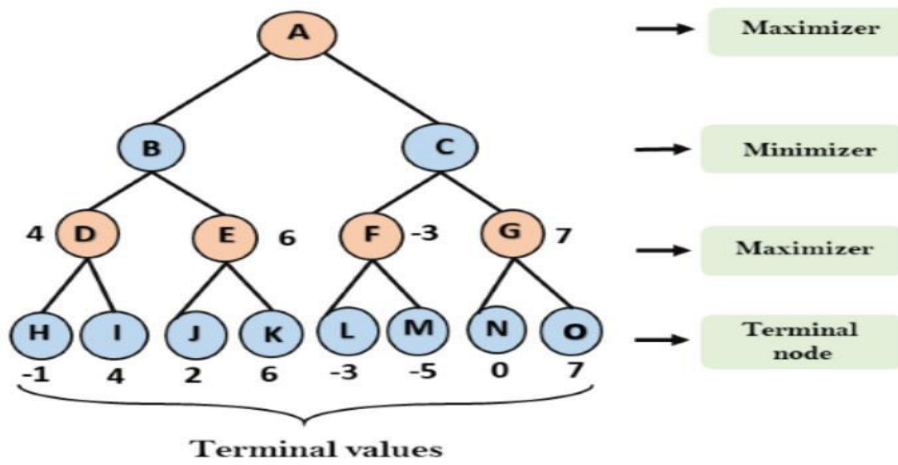 A
Maximizer
B
C
Minimizer
4 D E 6 F -3 G 7
Maximizer
H I J K L M N O
Terminal
node
-1 4 2 6 -3 -5 0 7
Terminal values